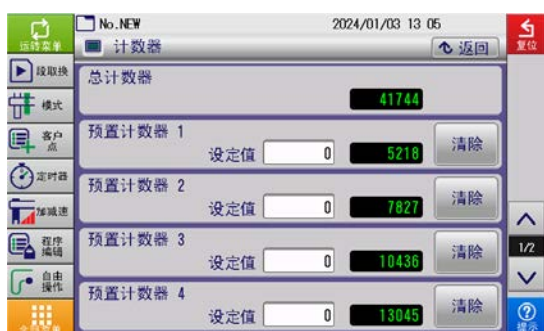 No.NEW 2024/01/03 13 05
运转菜单
计数器
返回
复位
段取换
总计数器
41744
模式
预置计数器 1
客户点
设定值 0 5218 清除
定时器
预置计数器 2
加减速
设定值 0 7827 清除
程序编辑
预置计数器 3
1/2
设定值 0 10436 清除
自由操作
预置计数器 4
设定值 0 13045 清除
提示